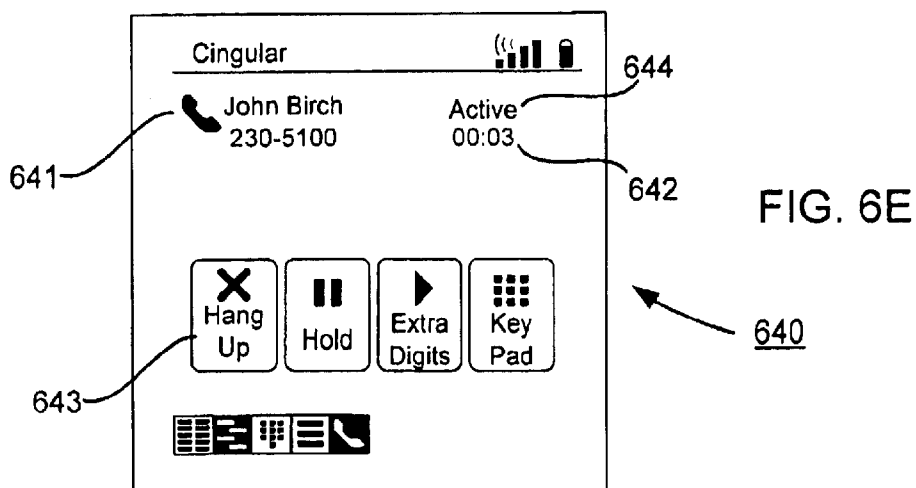 Cingular
644
John Birch
Active
230-5100
00:03
641
642
FIG. 6E
Hang Up
Hold
Extra Digits
Key Pad
640
643